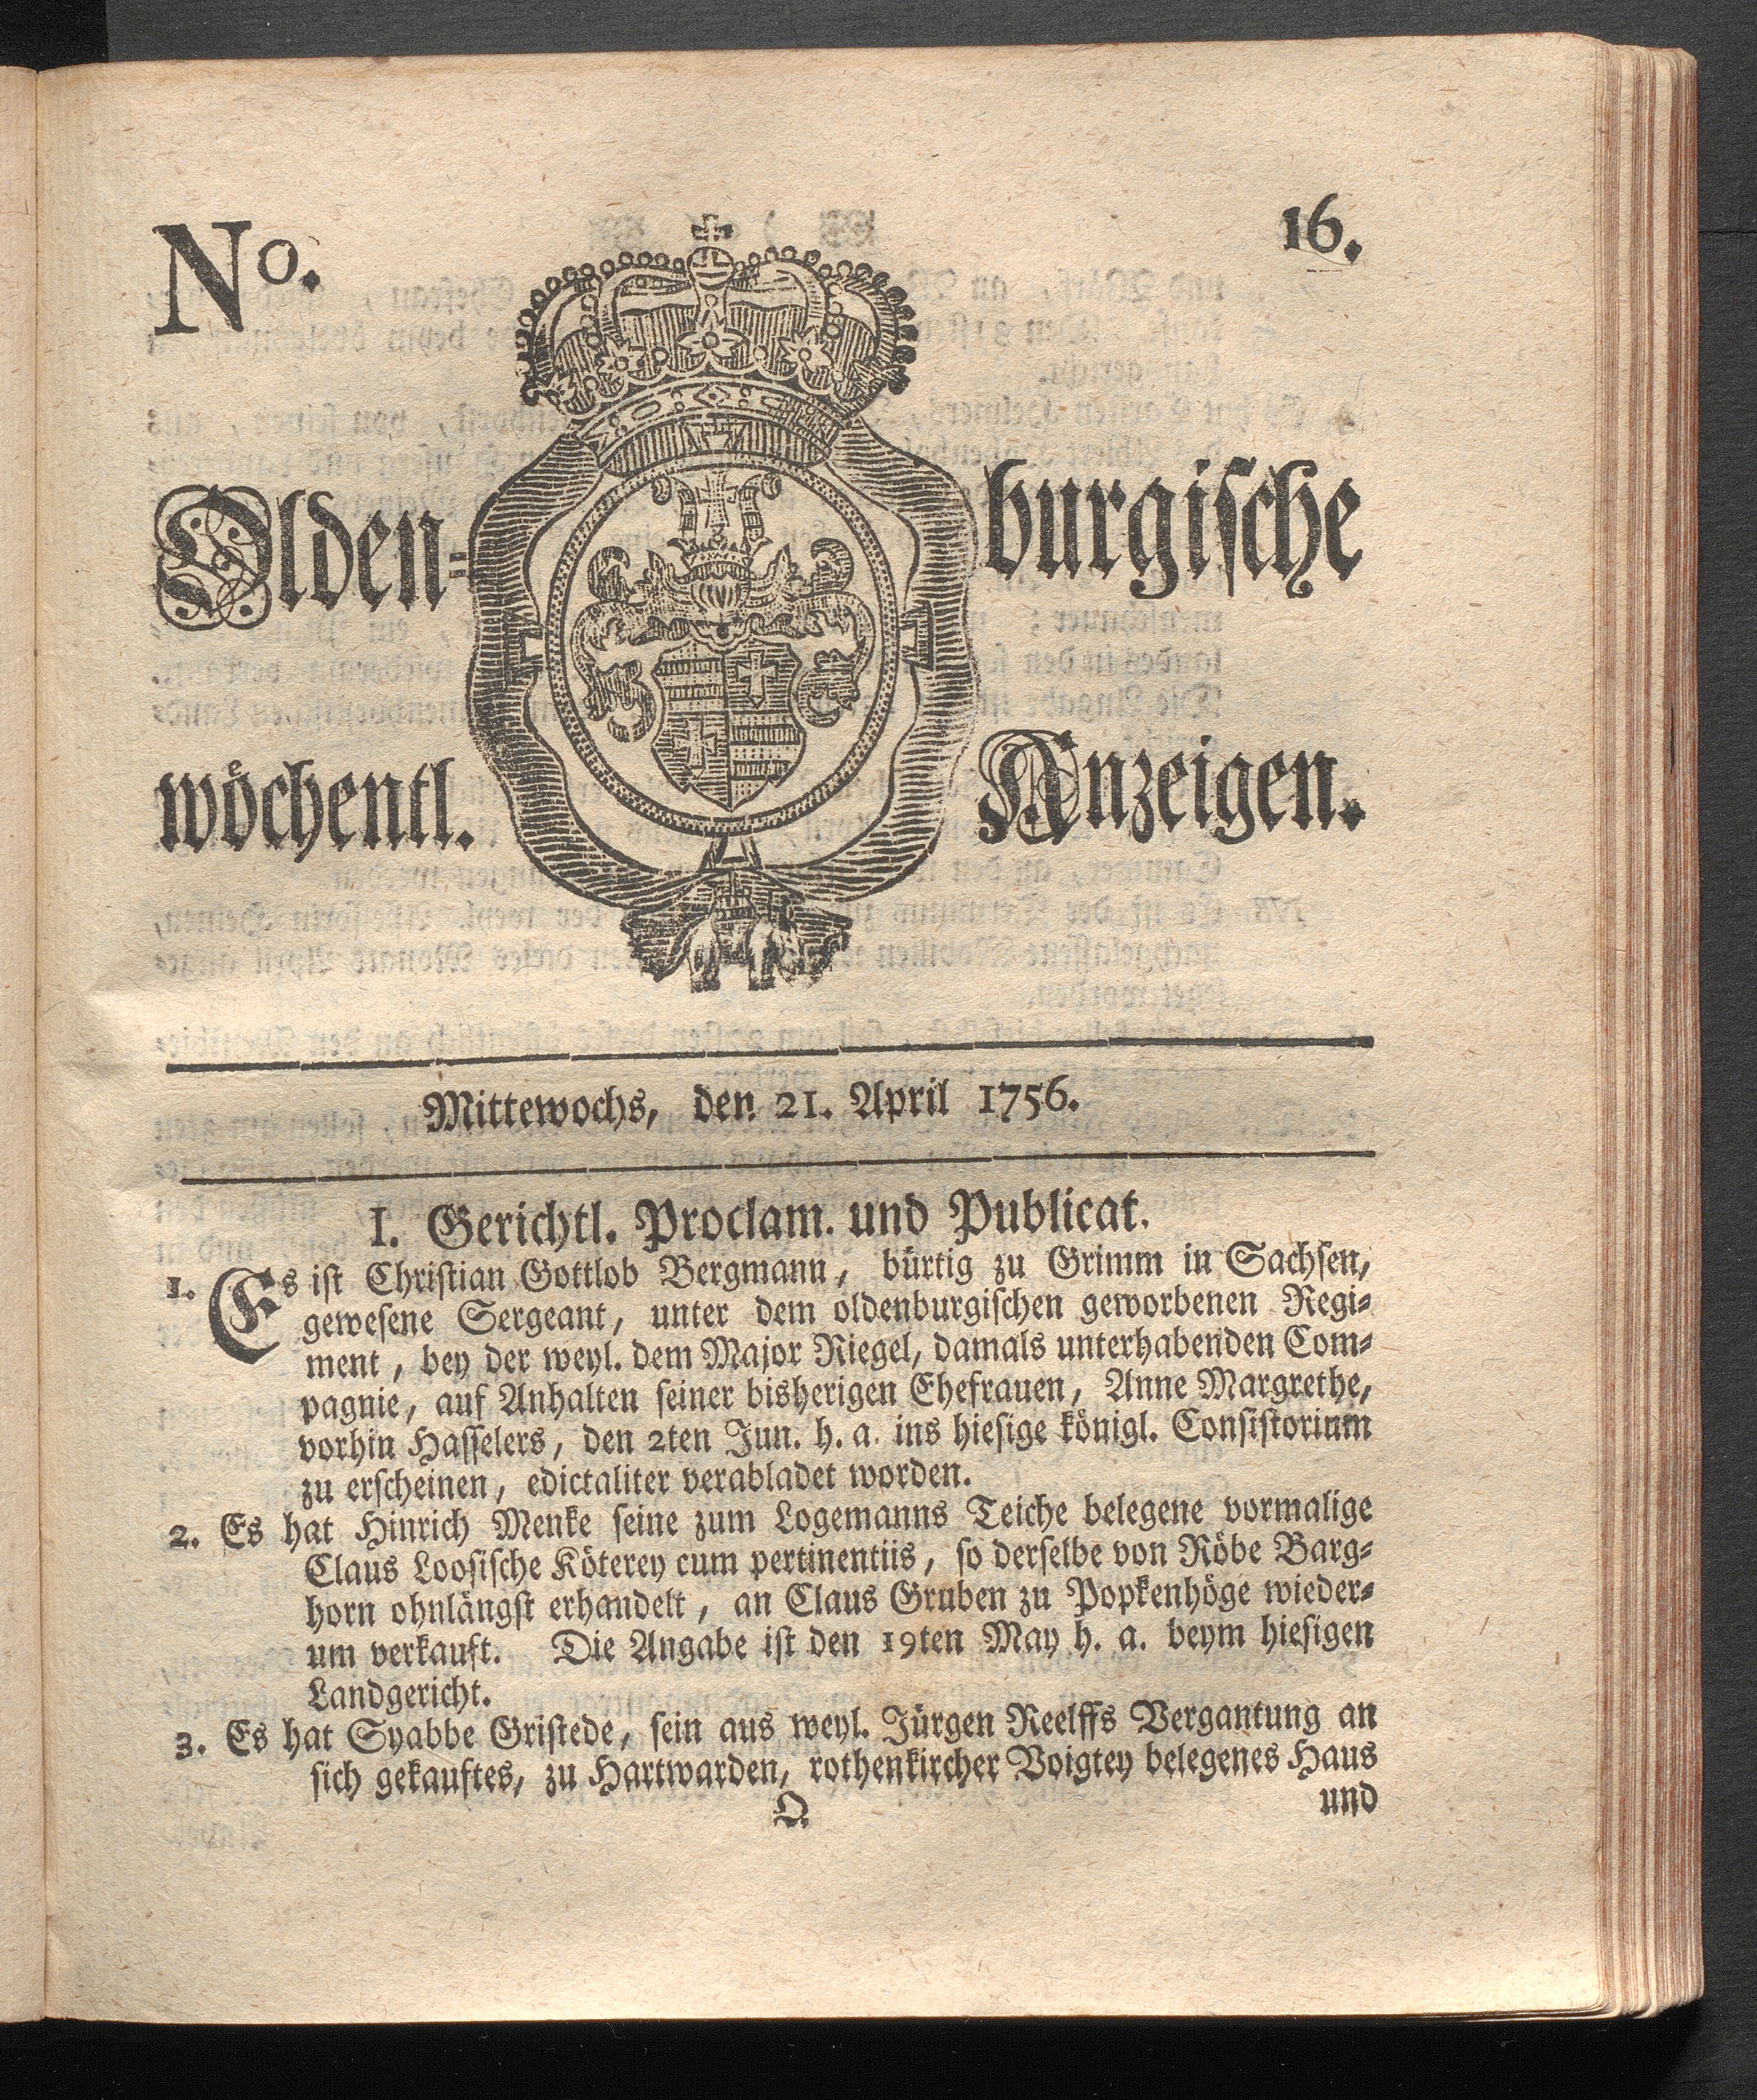 No. 16.
Olden⸗ burgiſche
wöchentl. Anzeigen.
Mittewochs, den 21. April 1756.
I. Gerichtl. Proclam. und Publicat.
1. Es iſt Chriſtian Gottlob Bergmann, bürtig zu Grimm in Sachſen,
geweſene Sergeant, unter dem oldenburgiſchen geworbenen Regi⸗
ment, bey der weyl. dem Major Riegel, damals unterhabenden Com⸗
pagnie, auf Anhalten ſeiner bisherigen Ehefrauen, Anne Margrethe,
vorhin Haſſelers, den 2ten Jun. h. a. ins hieſige königl. Conſiſtorium
zu erſcheinen, edictaliter verabladet worden.
2. Es hat Hinrich Menke ſeine zum Logemanns Teiche belegene vormalige
Claus Looſiſche Köterey cum pertinentiis, ſo derſelbe von Röbe Barg⸗
horn ohnlängſt erhandelt, an Claus Gruben zu Popkenhöge wieder⸗
um verkauft. Die Angabe iſt den 19ten May h. a. beym hieſigen
Landgericht.
3. Es hat Syabbe Griſtede, ſein aus weyl. Jürgen Reelffs Vergantung an
ſich gekauftes, zu Hartwarden, rothenkircher Voigtey belegenes Haus
Q und